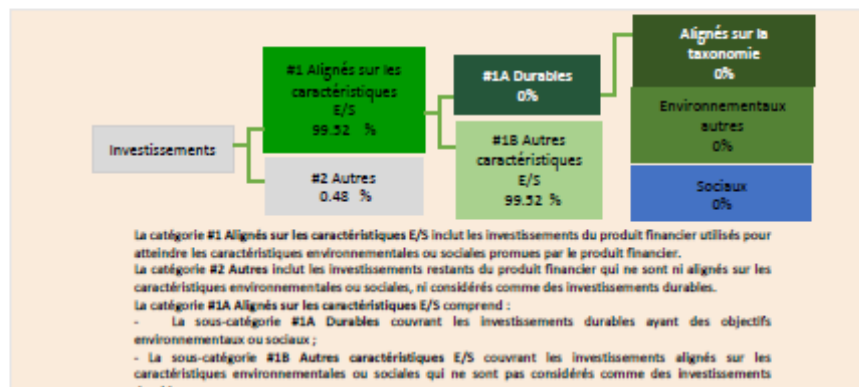 Investissements
#1 Alignés sur les
caractéristiques
E/S
99.52 %
#2 Autres
0.48 %
#1A Durables
0%
#1B Autres
caractéristiques
E/S
99.52 %
Alignés sur la
taxonomie
0%
Environnementaux
autres
0%
Sociaux
0%
La catégorie #1 Alignés sur les caractéristiques E/S inclut les investissements du produit financier utilisés pour
atteindre les caractéristiques environnementales ou sociales promues par le produit financier.
La catégorie #2 Autres inclut les investissements restants du produit financier qui ne sont ni alignés sur les
caractéristiques environnementales ou sociales, ni considérés comme des investissements durables.
La catégorie #1A Alignés sur les caractéristiques E/S comprend :
- La sous-catégorie #1A Durables couvrant les investissements durables ayant des objectifs
environnementaux ou sociaux ;
- La sous-catégorie #1B Autres caractéristiques E/S couvrant les investissements alignés sur les
caractéristiques environnementales ou sociales qui ne sont pas considérés comme des investissements